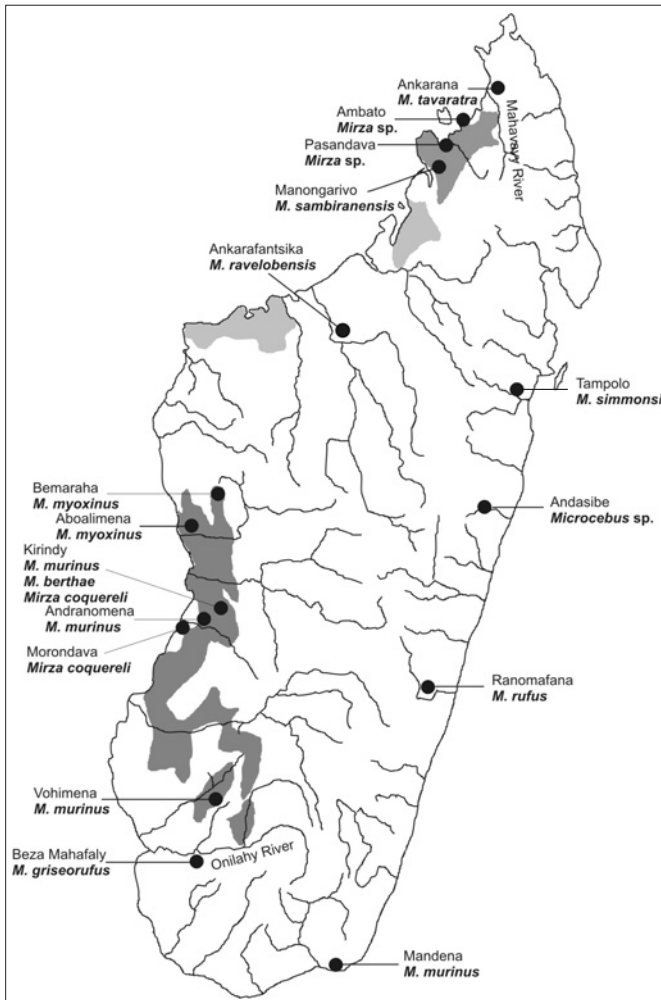 Ankarana
M. tavaratra
Ambato
Mirza sp.
Pasandava
Mirza sp.
Manongarivo
M. sambiranensis
Mahavavy River
Ankarafantsika
M. ravelobensis
Tampolo
M. simmonsi
Bemaraha
M. myoxinus
Aboalimena
M. myoxinus
Kirindy
M. murinus
M. berthae
Mirza coquereli
Andranomena
M. murinus
Morondava
Mirza coquereli
Andasibe
Microcebus sp.
Ranomafana
M. rufus
Vohimena
M. murinus
Beza Mahafaly
M. griseorufus
Onilahy River
Mandena
M. murinus